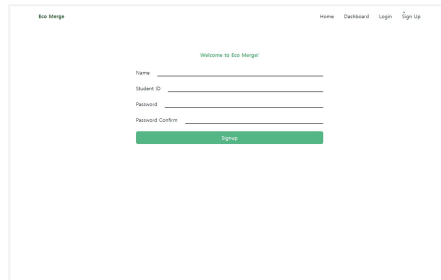 Eco Merge
Home Dashboard Login Sign Up
Welcome to Eco Merge!
Name
Student ID
Password
Password Confirm
Signup